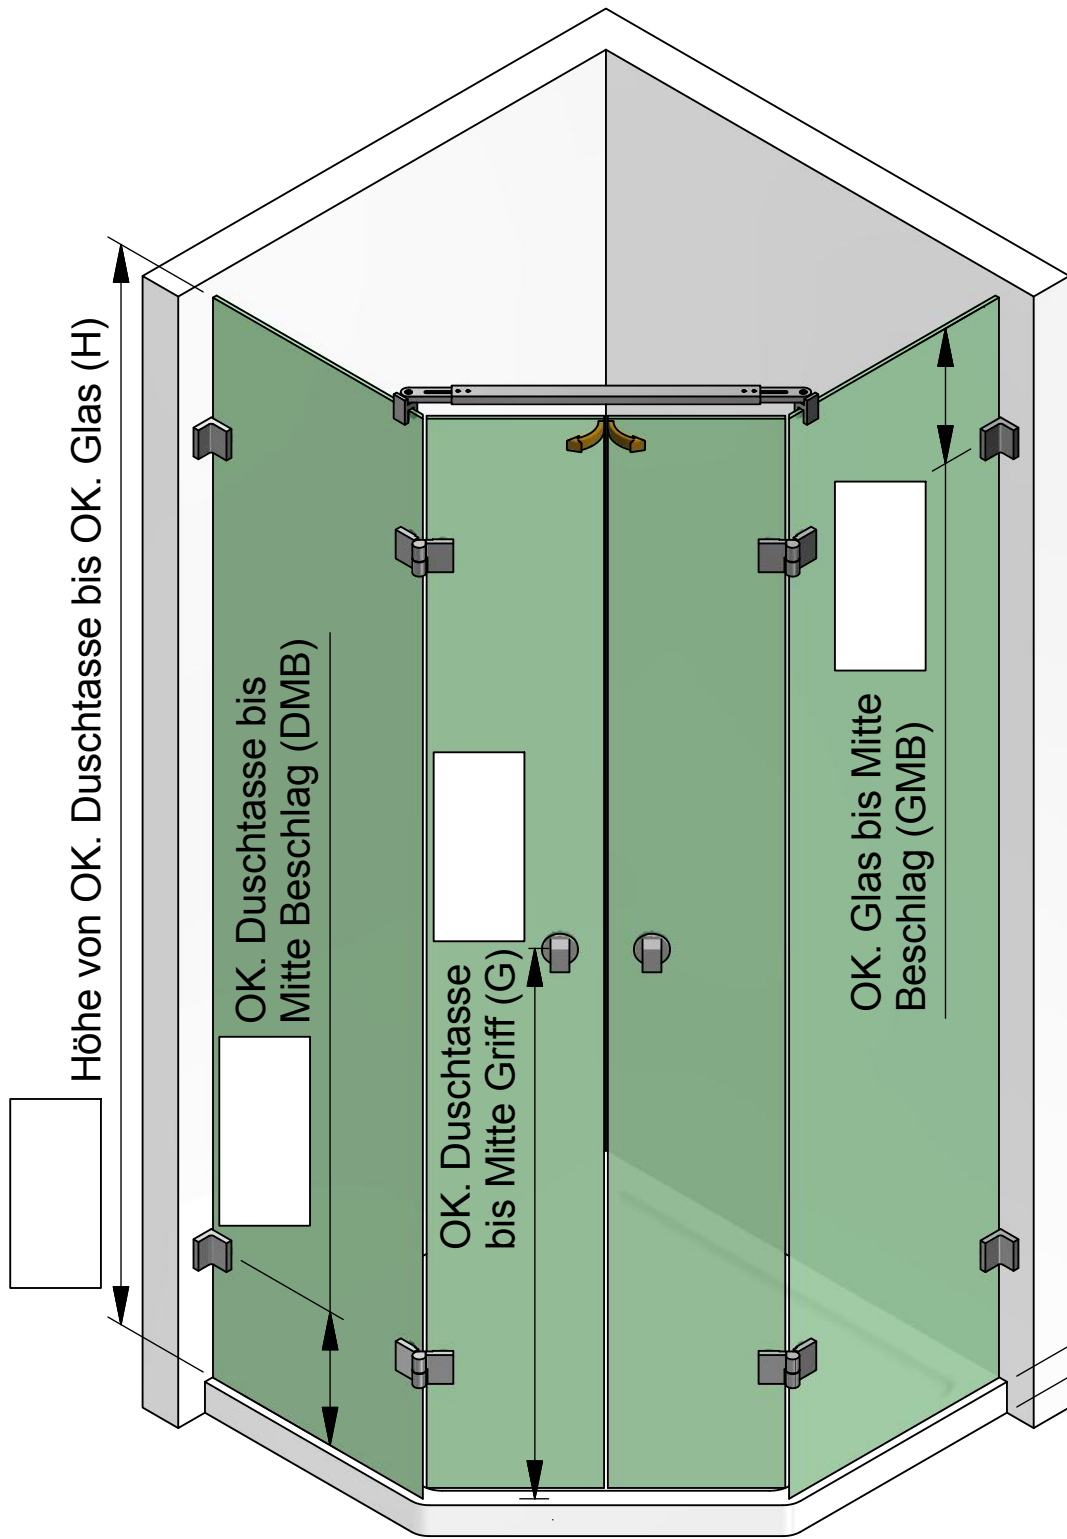 Höhe von OK. Duschtasse bis OK. Glas (H)
OK. Duschtasse bis
Mitte Beschlag (DMB)
OK. Duschtasse
bis Mitte Griff (G)
OK. Glas bis Mitte
Beschlag (GMB)